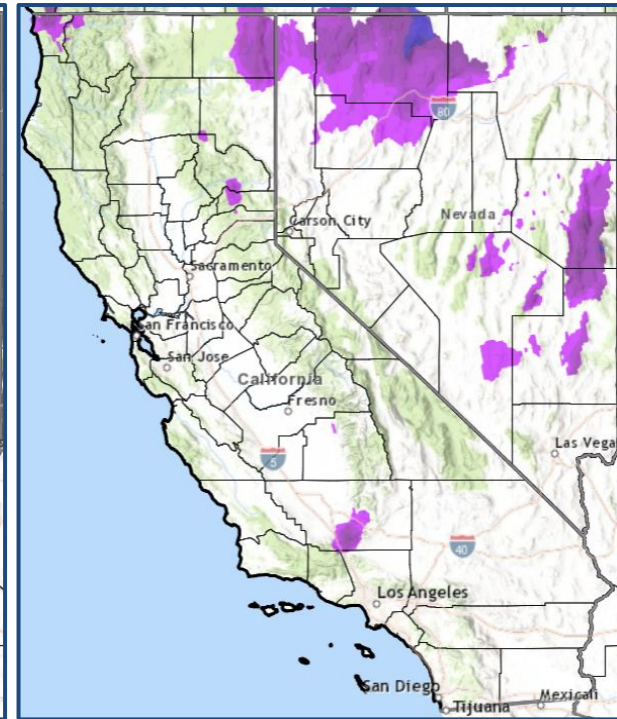 80
Carson City
Nevada
Sacramento
San Francisco
San Jose
California
Fresno
5
Las Vega
40
Los Angeles
San Diego
Tijuana
Mexicali